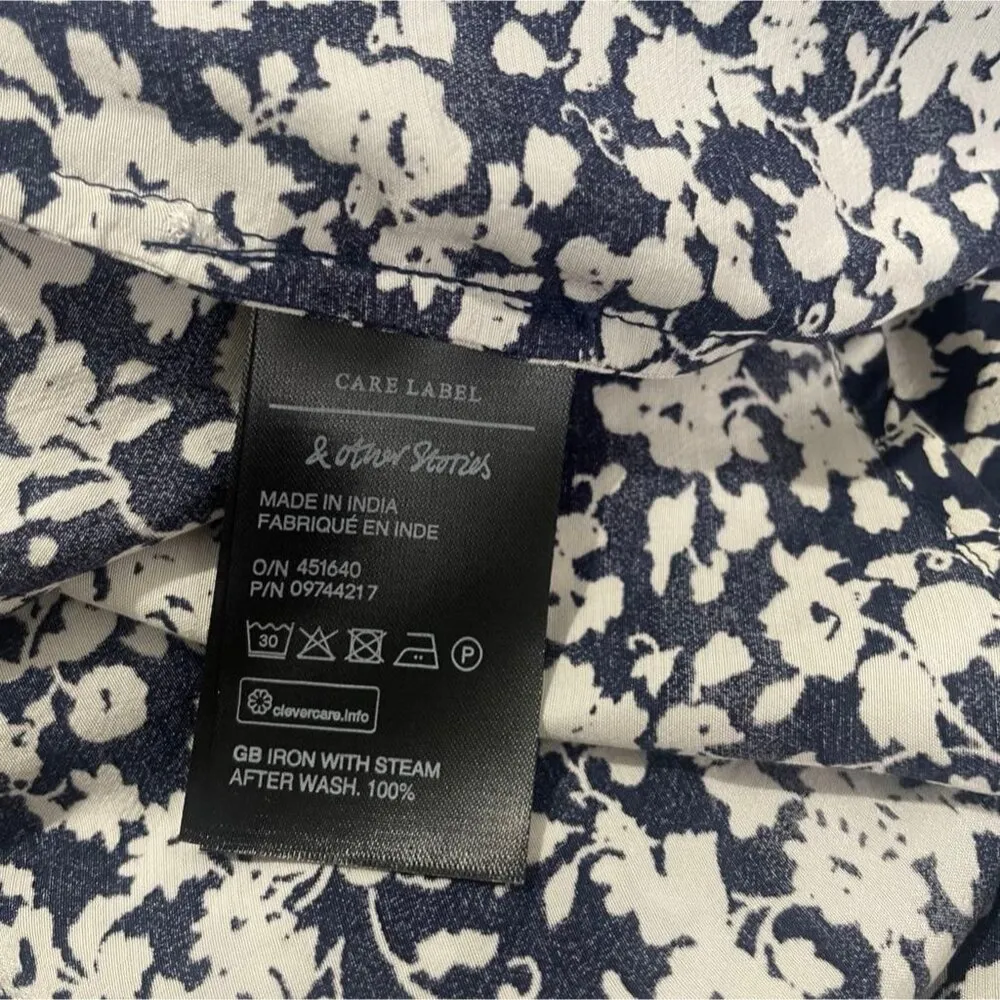 CARE LABEL
& other Stories
MADE IN INDIA
FABRIQUÉ EN INDE
O/N 451640
P/N 09744217
30 P
clevercare.info
GB IRON WITH STEAM
AFTER WASH. 100%